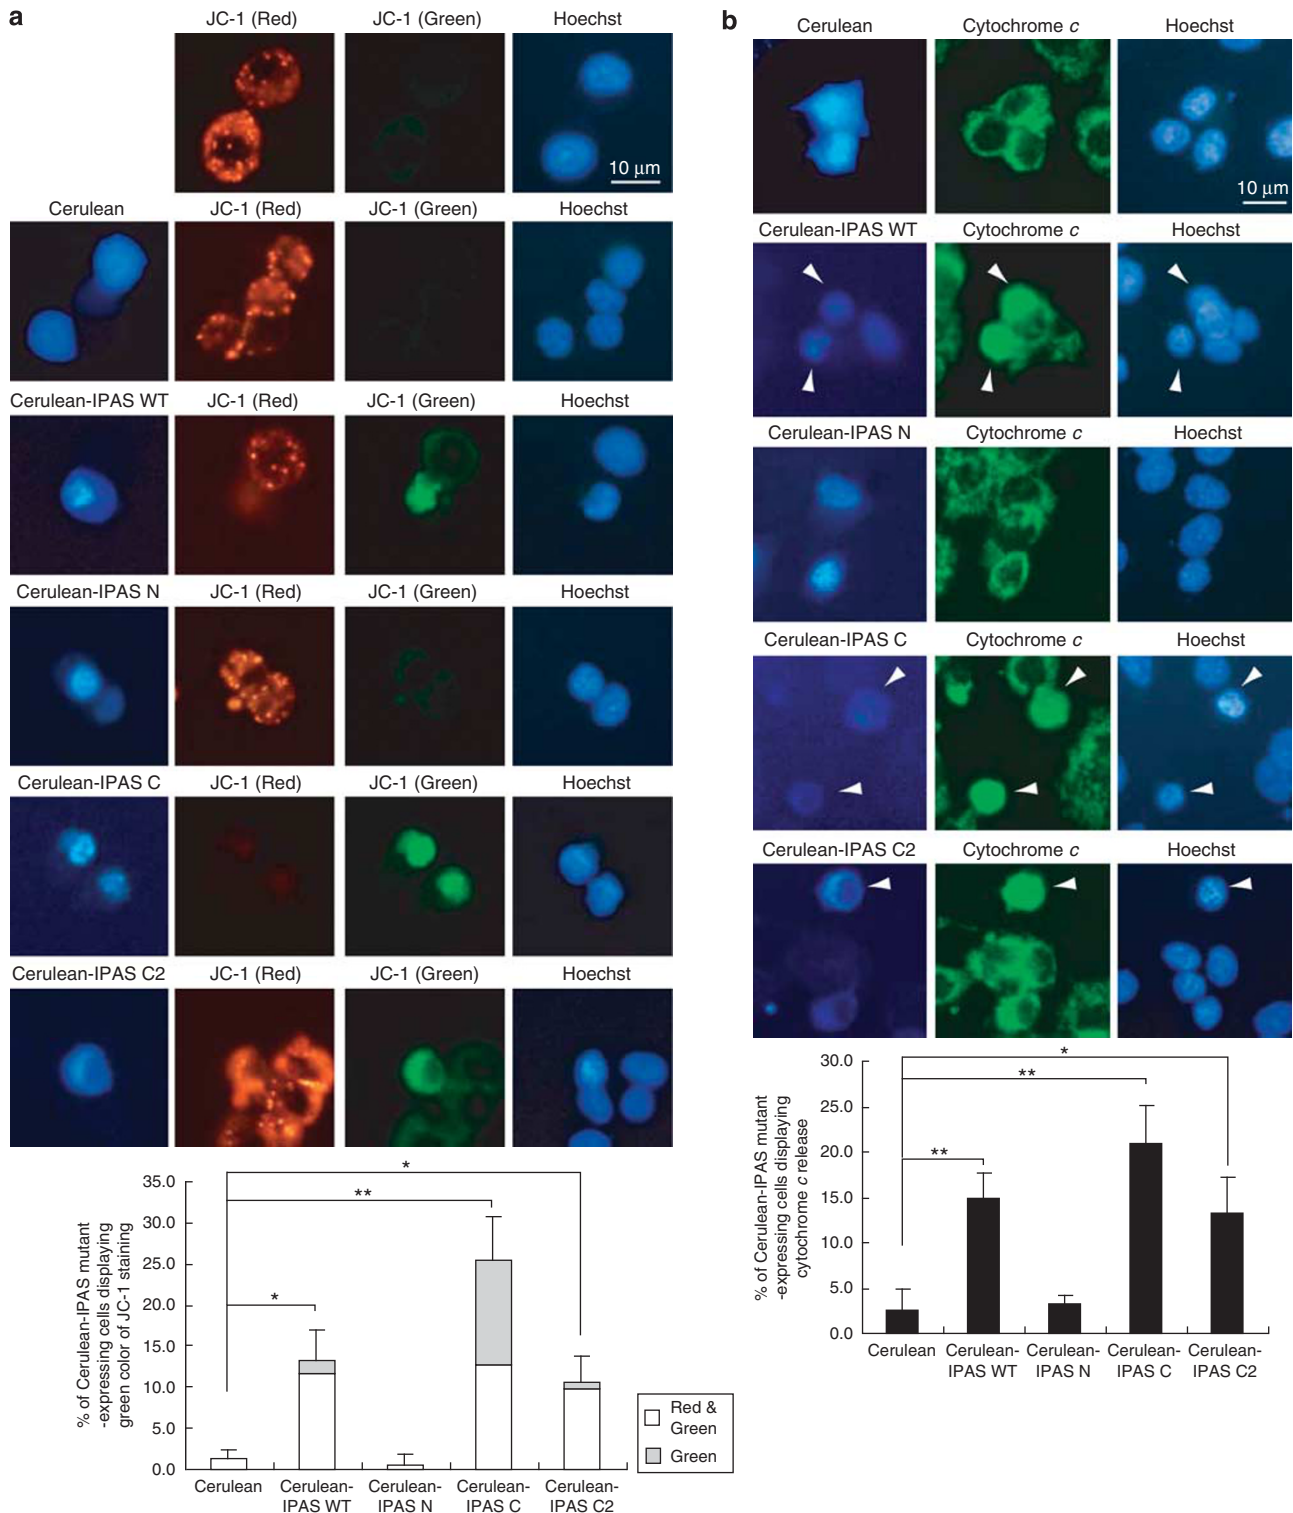 a
JC-1 (Red) JC-1 (Green) Hoechst
10 µm
Cerulean JC-1 (Red) JC-1 (Green) Hoechst
Cerulean-IPAS WT JC-1 (Red) JC-1 (Green) Hoechst
Cerulean-IPAS N JC-1 (Red) JC-1 (Green) Hoechst
Cerulean-IPAS C JC-1 (Red) JC-1 (Green) Hoechst
Cerulean-IPAS C2 JC-1 (Red) JC-1 (Green) Hoechst
% of Cerulean-IPAS mutant
-expressing cells displaying
green color of JC-1 staining
35.0
30.0
25.0
20.0
15.0
10.0
5.0
0.0
*
**
*
Red &
Green
Green
Cerulean Cerulean- Cerulean- Cerulean- Cerulean-
IPAS WT IPAS N IPAS C IPAS C2
b
Cerulean Cytochrome c Hoechst
10 µm
Cerulean-IPAS WT Cytochrome c Hoechst
Cerulean-IPAS N Cytochrome c Hoechst
Cerulean-IPAS C Cytochrome c Hoechst
Cerulean-IPAS C2 Cytochrome c Hoechst
% of Cerulean-IPAS mutant
-expressing cells displaying
cytochrome c release
30.0
25.0
20.0
15.0
10.0
5.0
0.0
*
**
**
Cerulean Cerulean- Cerulean- Cerulean- Cerulean-
IPAS WT IPAS N IPAS C IPAS C2